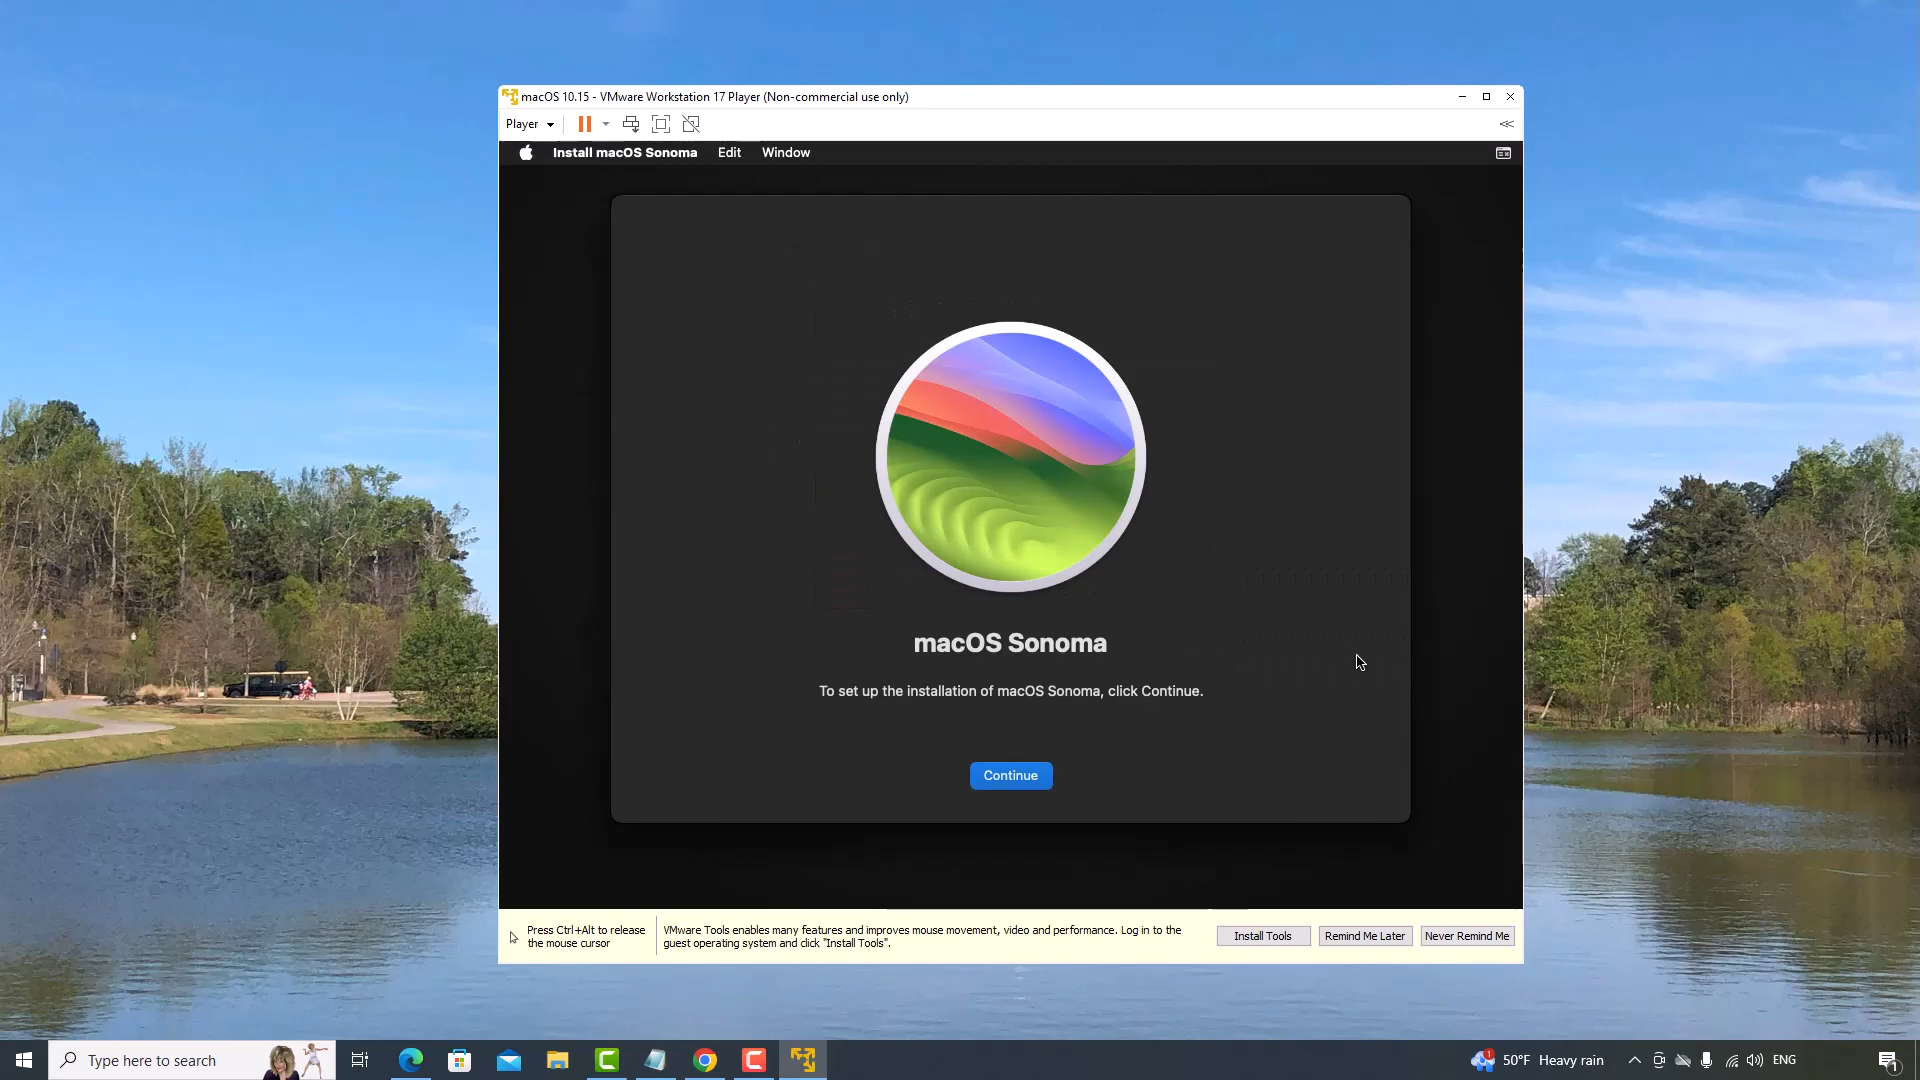 macOS 10.15 - VMware Workstation 17 Player (Non-commercial use only)
Player
Install macOS Sonoma Edit Window
macOS Sonoma
To set up the installation of macOS Sonoma, click Continue.
Continue
Press Ctrl+Alt to release
the mouse cursor
VMware Tools enables many features and improves mouse movement, video and performance. Log in to the
guest operating system and click "Install Tools".
Install Tools
Remind Me Later
Never Remind Me
Type here to search
1
50°F Heavy rain
ENG
1